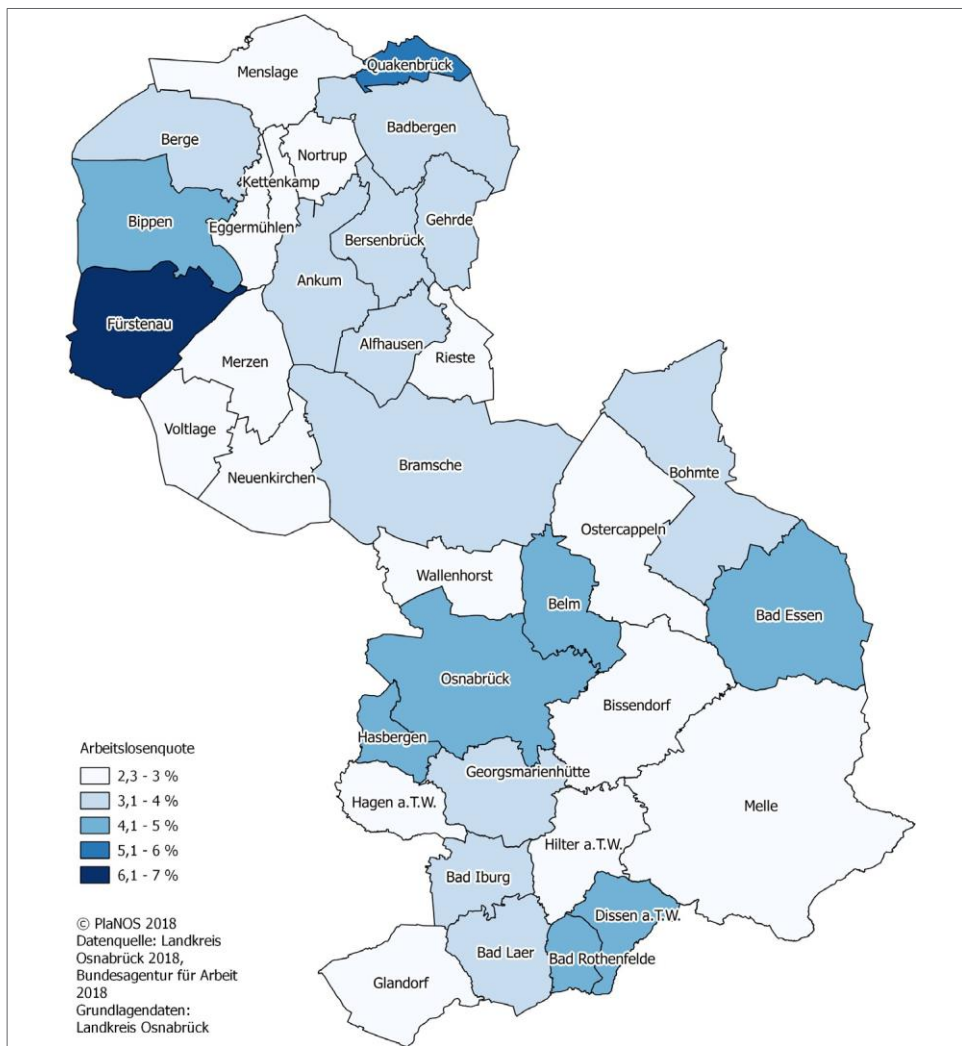 Menslage
Quakenbrück
Badbergen
Berge
Nortrup
Kettenkamp
Gehrde
Bippen
Eggermühlen
Bersenbrück
Ankum
Fürstenau
Alfhausen
Rieste
Merzen
Voltlage
Bramsche
Neuenkirchen
Bohmte
Ostercappeln
Wallenhorst
Belm
Bad Essen
Osnabrück
Bissendorf
Hasbergen
Georgsmarienhütte
Hagen a.T.W.
Melle
Hilter a.T.W.
Bad Iburg
Dissen a.T.W.
Bad Laer
Bad Rothenfelde
Glandorf
Arbeitslosenquote
2,3 - 3 %
3,1 - 4 %
4,1 - 5 %
5,1 - 6 %
6,1 - 7 %
© PlaNOS 2018
Datenquelle: Landkreis
Osnabrück 2018,
Bundesagentur für Arbeit
2018
Grundlagendaten:
Landkreis Osnabrück